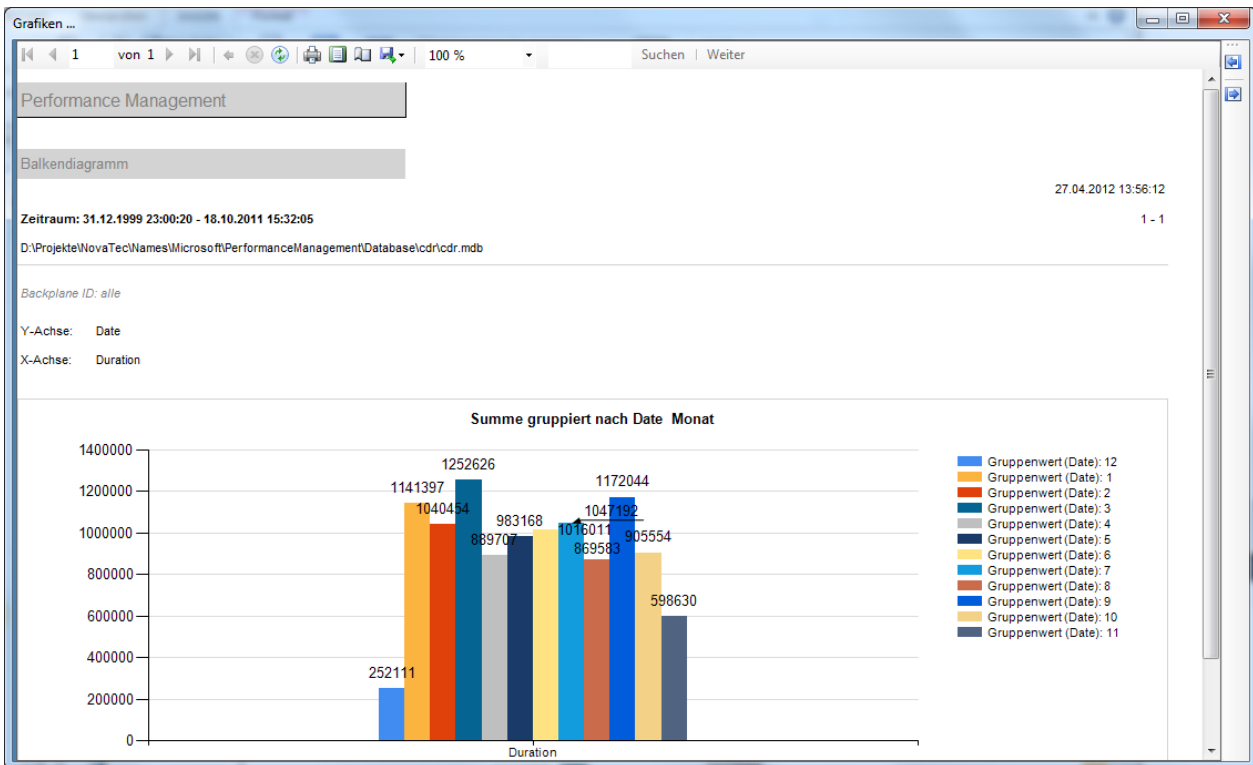 Grafiken ...
1 von 1 100 % Suchen | Weiter
Performance Management
Balkendiagramm
27.04.2012 13:56:12
Zeitraum: 31.12.1999 23:00:20 - 18.10.2011 15:32:05
1 - 1
D:\Projekte\NovaTec\Names\Microsoft\PerformanceManagement\Database\cdr\cdr.mdb
Backplane ID: alle
Y-Achse: Date
X-Achse: Duration
Summe gruppiert nach Date Monat
1400000
1200000
1000000
800000
600000
400000
200000
0
252111
1141397
1040454
1252626
889707
983168
1016011
1047192
869583
1172044
905554
598630
Duration
Gruppenwert (Date): 12
Gruppenwert (Date): 1
Gruppenwert (Date): 2
Gruppenwert (Date): 3
Gruppenwert (Date): 4
Gruppenwert (Date): 5
Gruppenwert (Date): 6
Gruppenwert (Date): 7
Gruppenwert (Date): 8
Gruppenwert (Date): 9
Gruppenwert (Date): 10
Gruppenwert (Date): 11